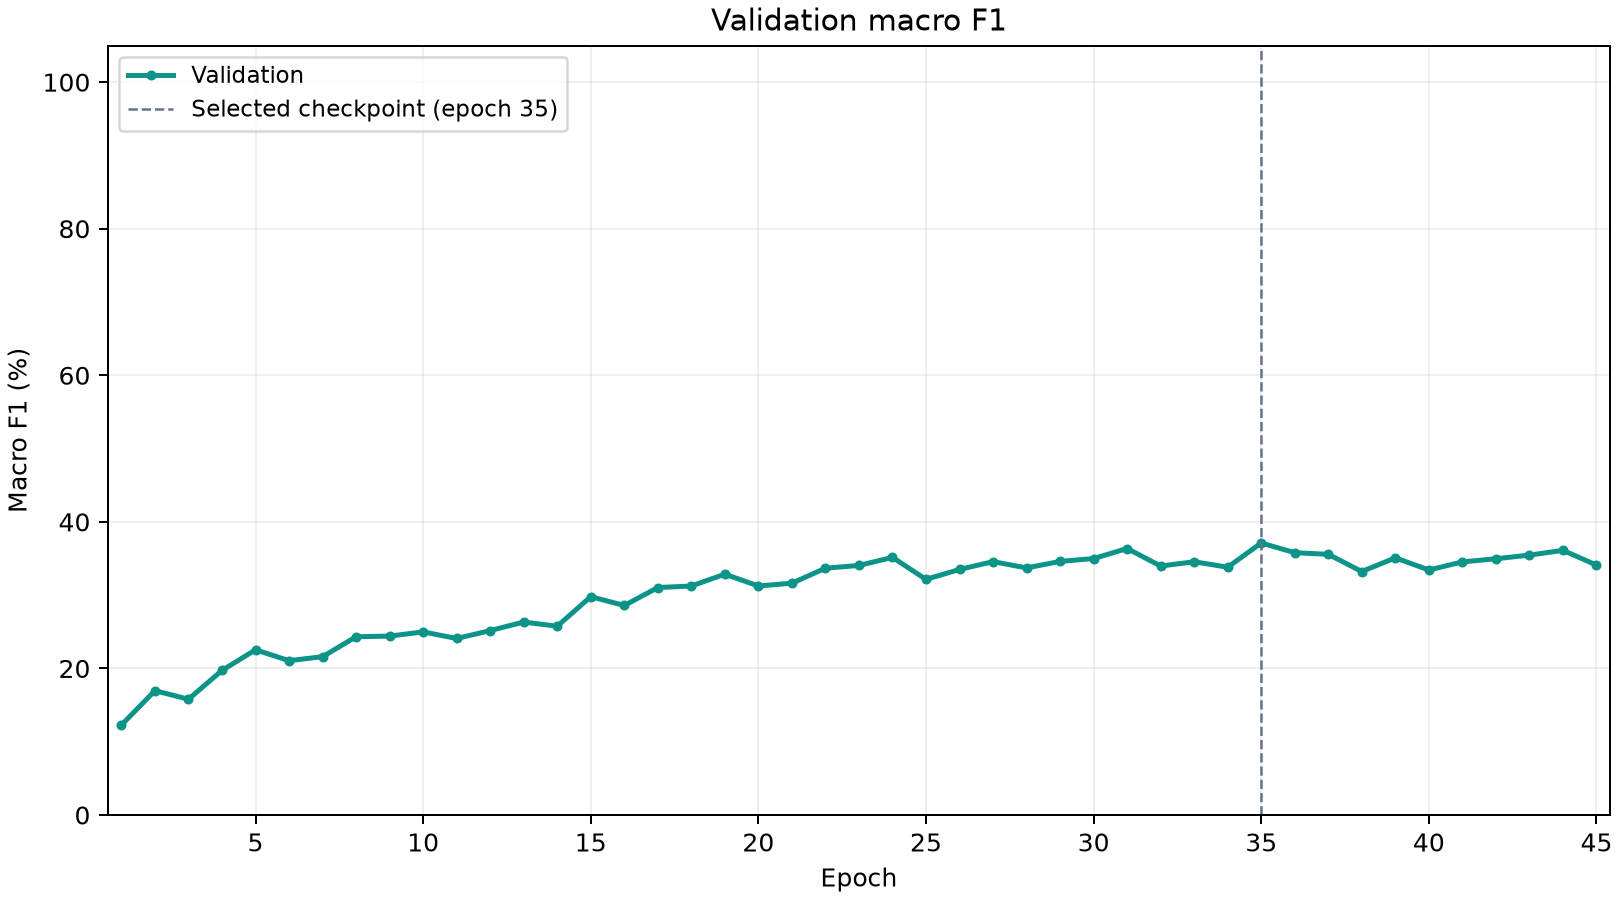 Validation macro F1
Validation
Selected checkpoint (epoch 35)
Macro F1 (%)
100
80
60
40
20
0
5 10 15 20 25 30 35 40 45
Epoch